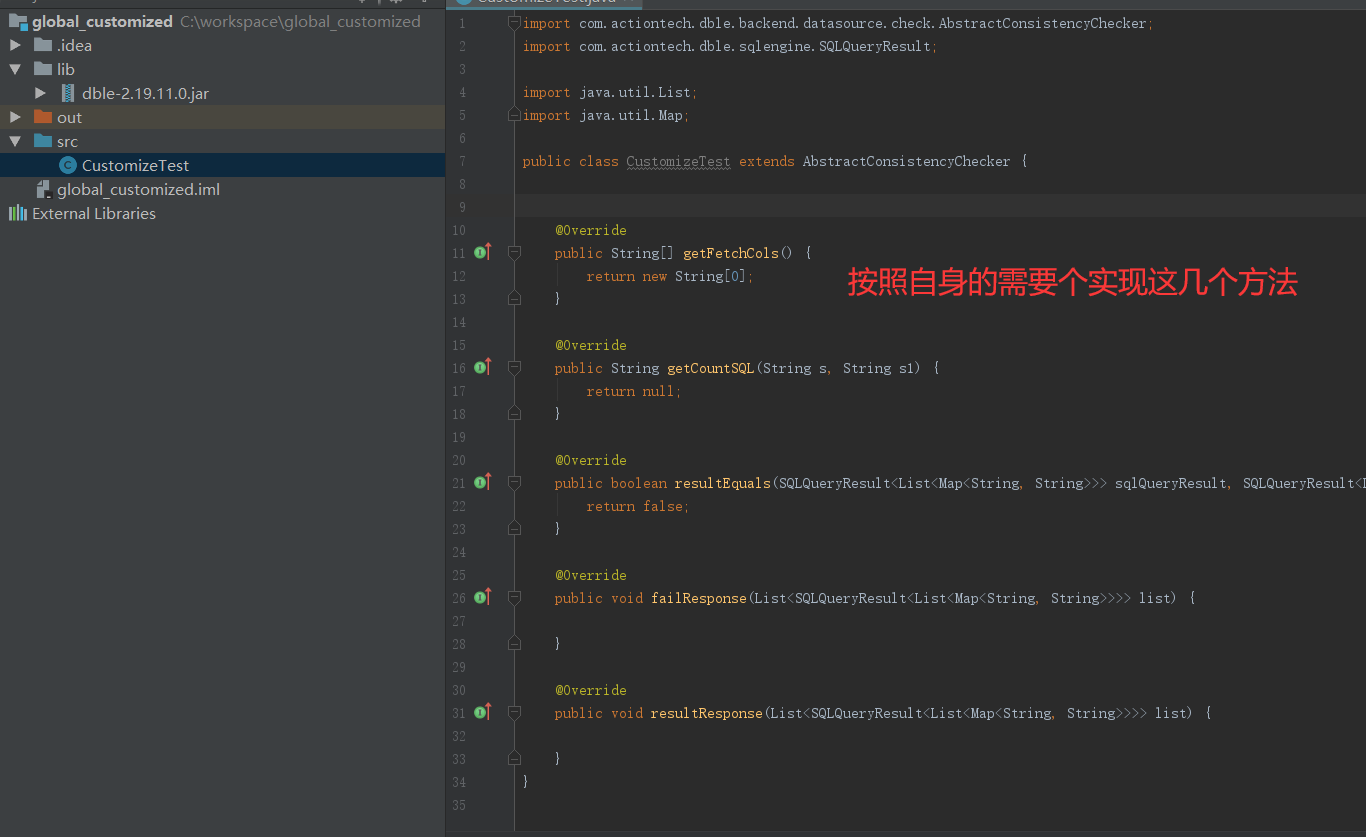 global_customized C:\workspace\global_customized
.idea
lib
dble-2.19.11.0.jar
out
src
CustomizeTest
global_customized.iml
External Libraries
1 import com.actiontech.dble.backend.datasource.check.AbstractConsistencyChecker;
2 import com.actiontech.dble.sqlengine.SQLQueryResult;
3
4 import java.util.List;
5 import java.util.Map;
6
7 public class CustomizeTest extends AbstractConsistencyChecker {
8
9
10 @Override
11 public String[] getFetchCols() {
12 return new String[0];
13 }
按照自身的需要个实现这几个方法
14
15 @Override
16 public String getCountSQL(String s, String s1) {
17 return null;
18 }
19
20 @Override
21 public boolean resultEquals(SQLQueryResult<List<Map<String, String>>> sqlQueryResult, SQLQueryResult<
22 return false;
23 }
24
25 @Override
26 public void failResponse(List<SQLQueryResult<List<Map<String, String>>>> list) {
27
28 }
29
30 @Override
31 public void resultResponse(List<SQLQueryResult<List<Map<String, String>>>> list) {
32
33 }
34 }
35